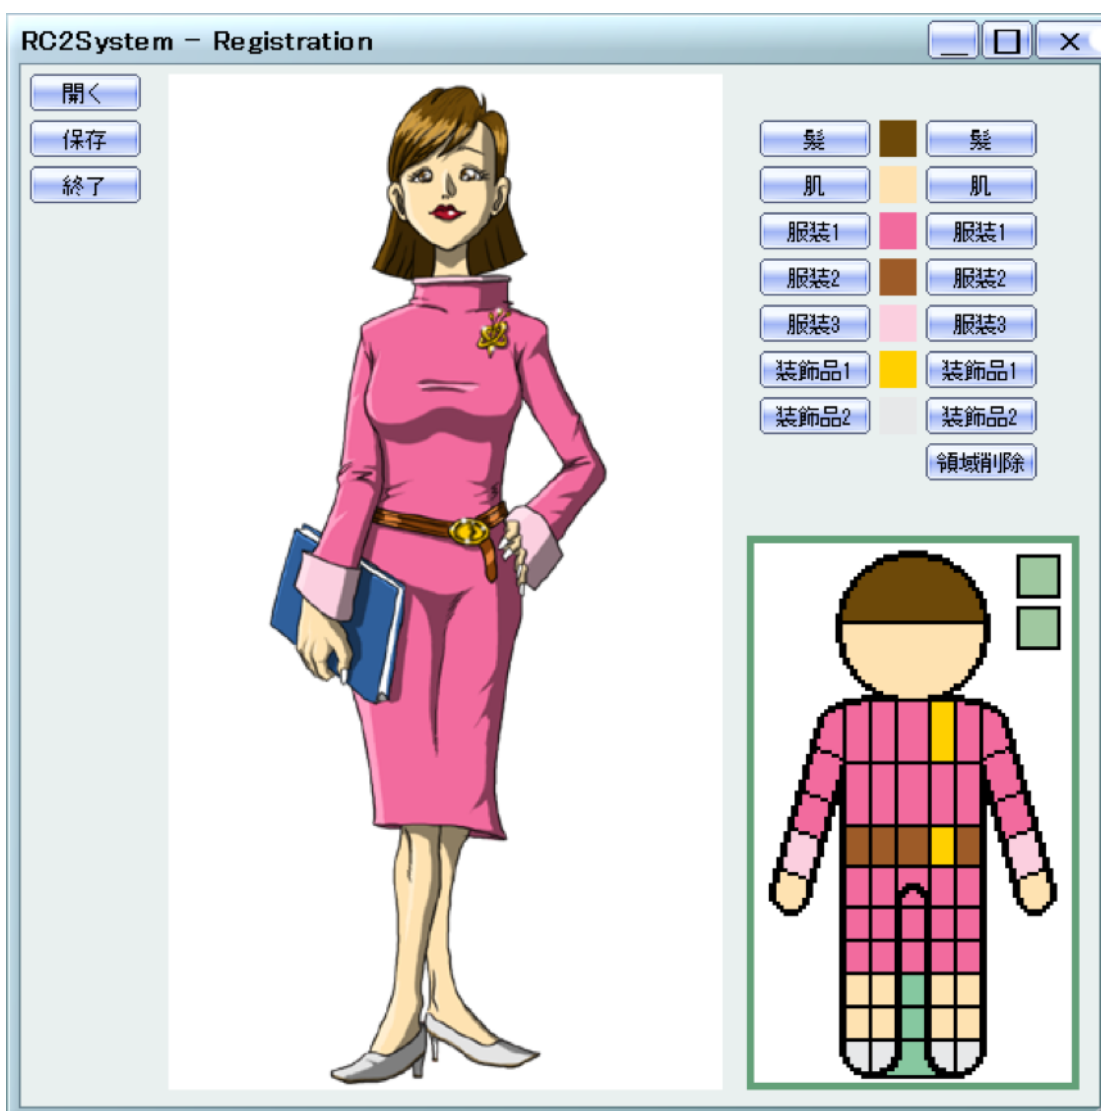 RC2System － Registration
開く
保存
終了
髪 髪
肌 肌
服装1 服装1
服装2 服装2
服装3 服装3
装飾品1 装飾品1
装飾品2 装飾品2
領域削除